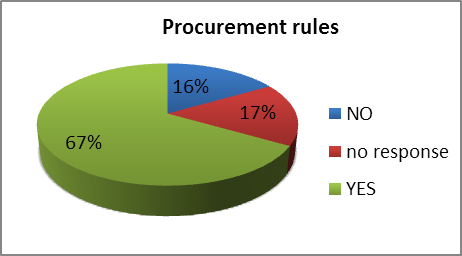 Procurement rules
16%
17%
67%
NO
no response
YES